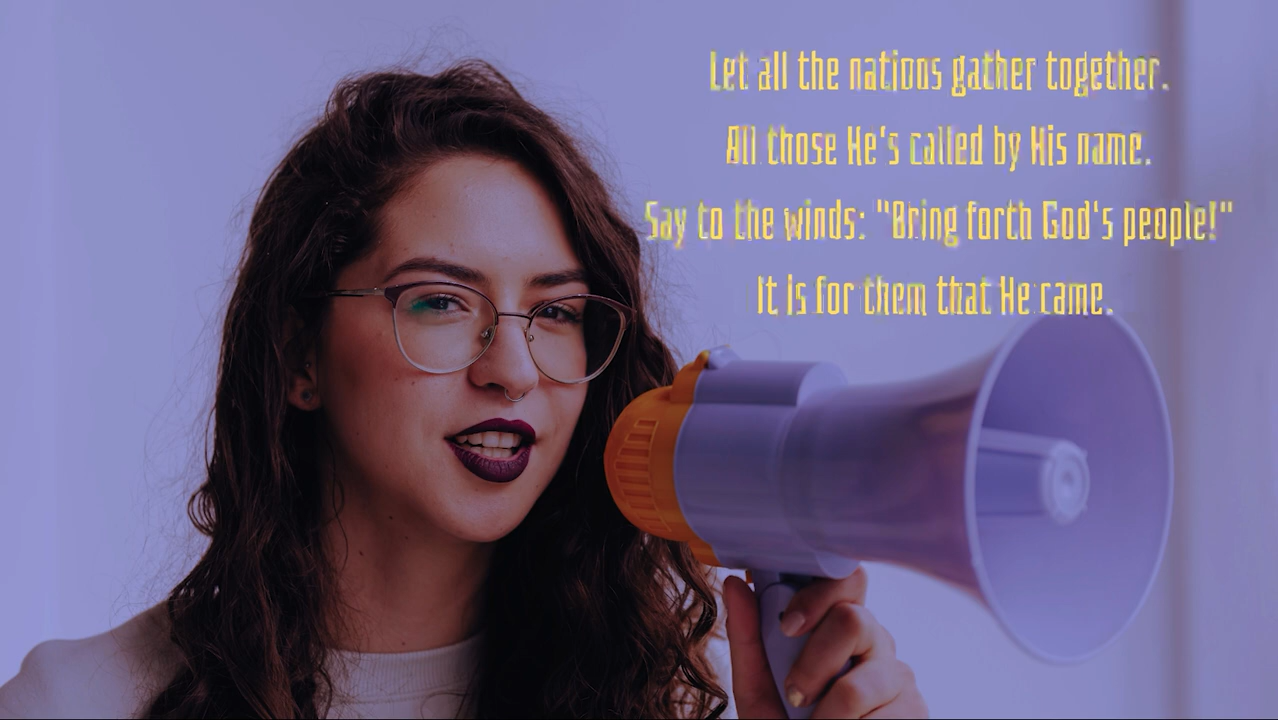 Let all the nations gather together.
All those He's called by His name.
Say to the winds: "Bring forth God's people!"
It is for them that He came.